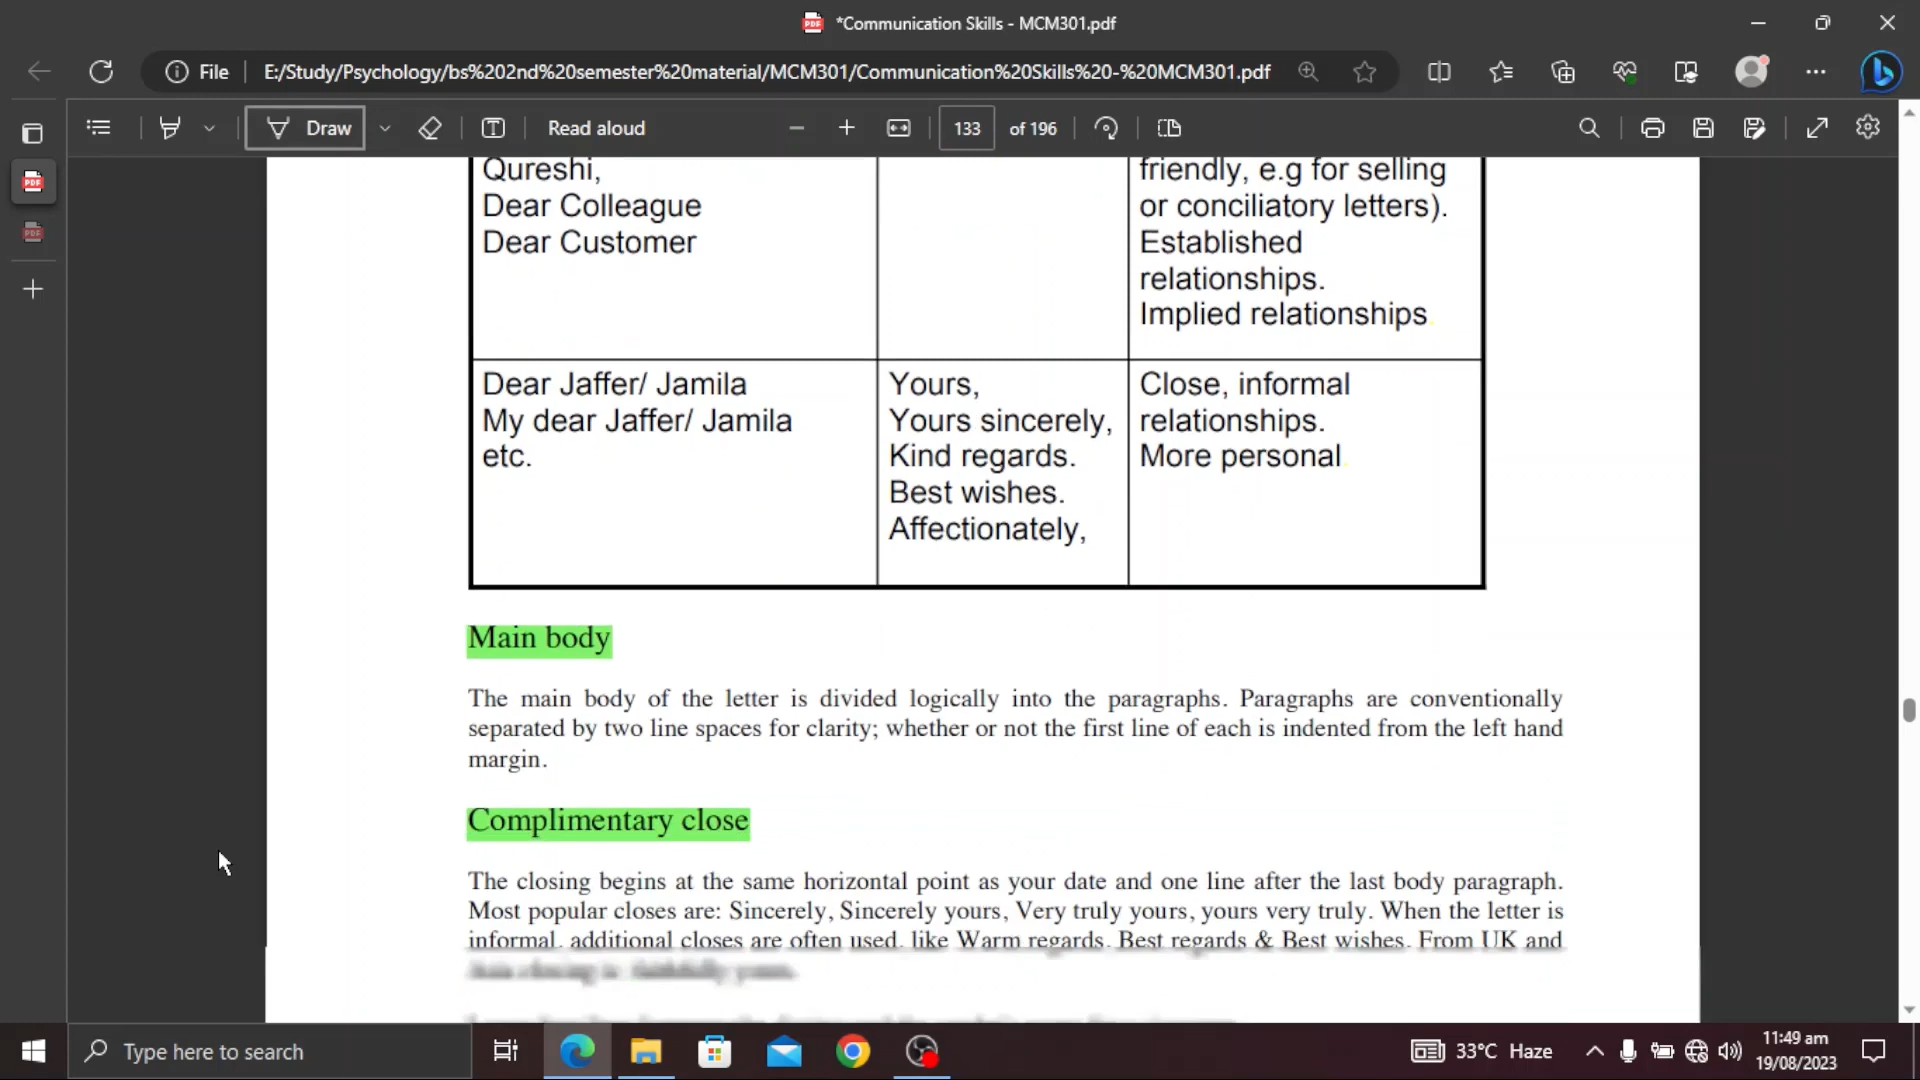 *Communication Skills - MCM301.pdf
File
E:/Study/Psychology/bs%202nd%20semester%20material/MCM301/Communication%20Skills%20-%20MCM301.pdf
Draw
Read aloud
133 of 196
Qureshi,
Dear Colleague
Dear Customer
friendly, e.g for selling
or conciliatory letters).
Established
relationships.
Implied relationships.
Dear Jaffer/ Jamila
My dear Jaffer/ Jamila
etc.
Yours,
Yours sincerely,
Kind regards.
Best wishes.
Affectionately,
Close, informal
relationships.
More personal.
Main body
The main body of the letter is divided logically into the paragraphs. Paragraphs are conventionally
separated by two line spaces for clarity; whether or not the first line of each is indented from the left hand
margin.
Complimentary close
The closing begins at the same horizontal point as your date and one line after the last body paragraph.
Most popular closes are: Sincerely, Sincerely yours, Very truly yours, yours very truly. When the letter is
informal, additional closes are often used, like Warm regards, Best regards & Best wishes. From UK and
Asia closing is: faithfully yours.
Type here to search
33°C Haze
11:49 am
19/08/2023